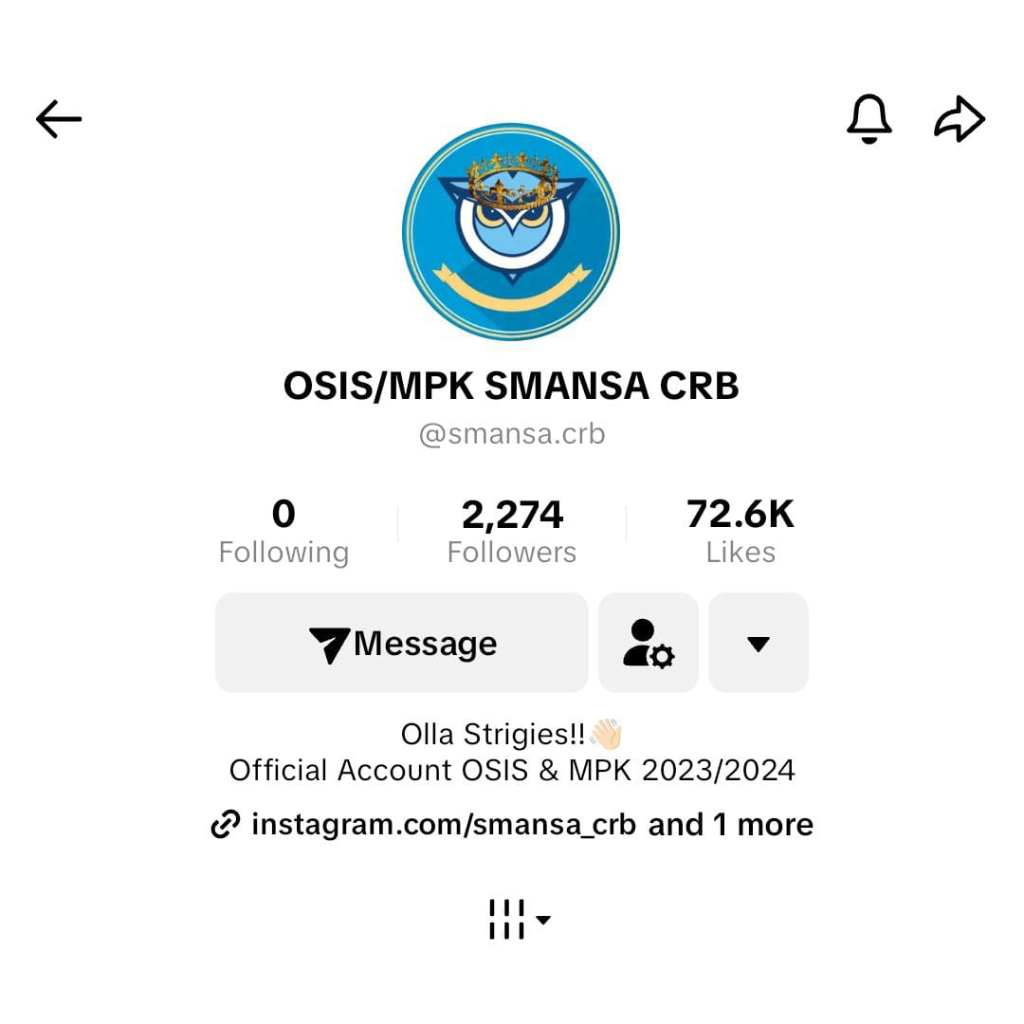 OSIS/MPK SMANSA CRB
@smansa.crb
0 2,274 72.6K
Following Followers Likes
Message
Olla Strigies!!👋🏻
Official Account OSIS & MPK 2023/2024
instagram.com/smansa_crb and 1 more